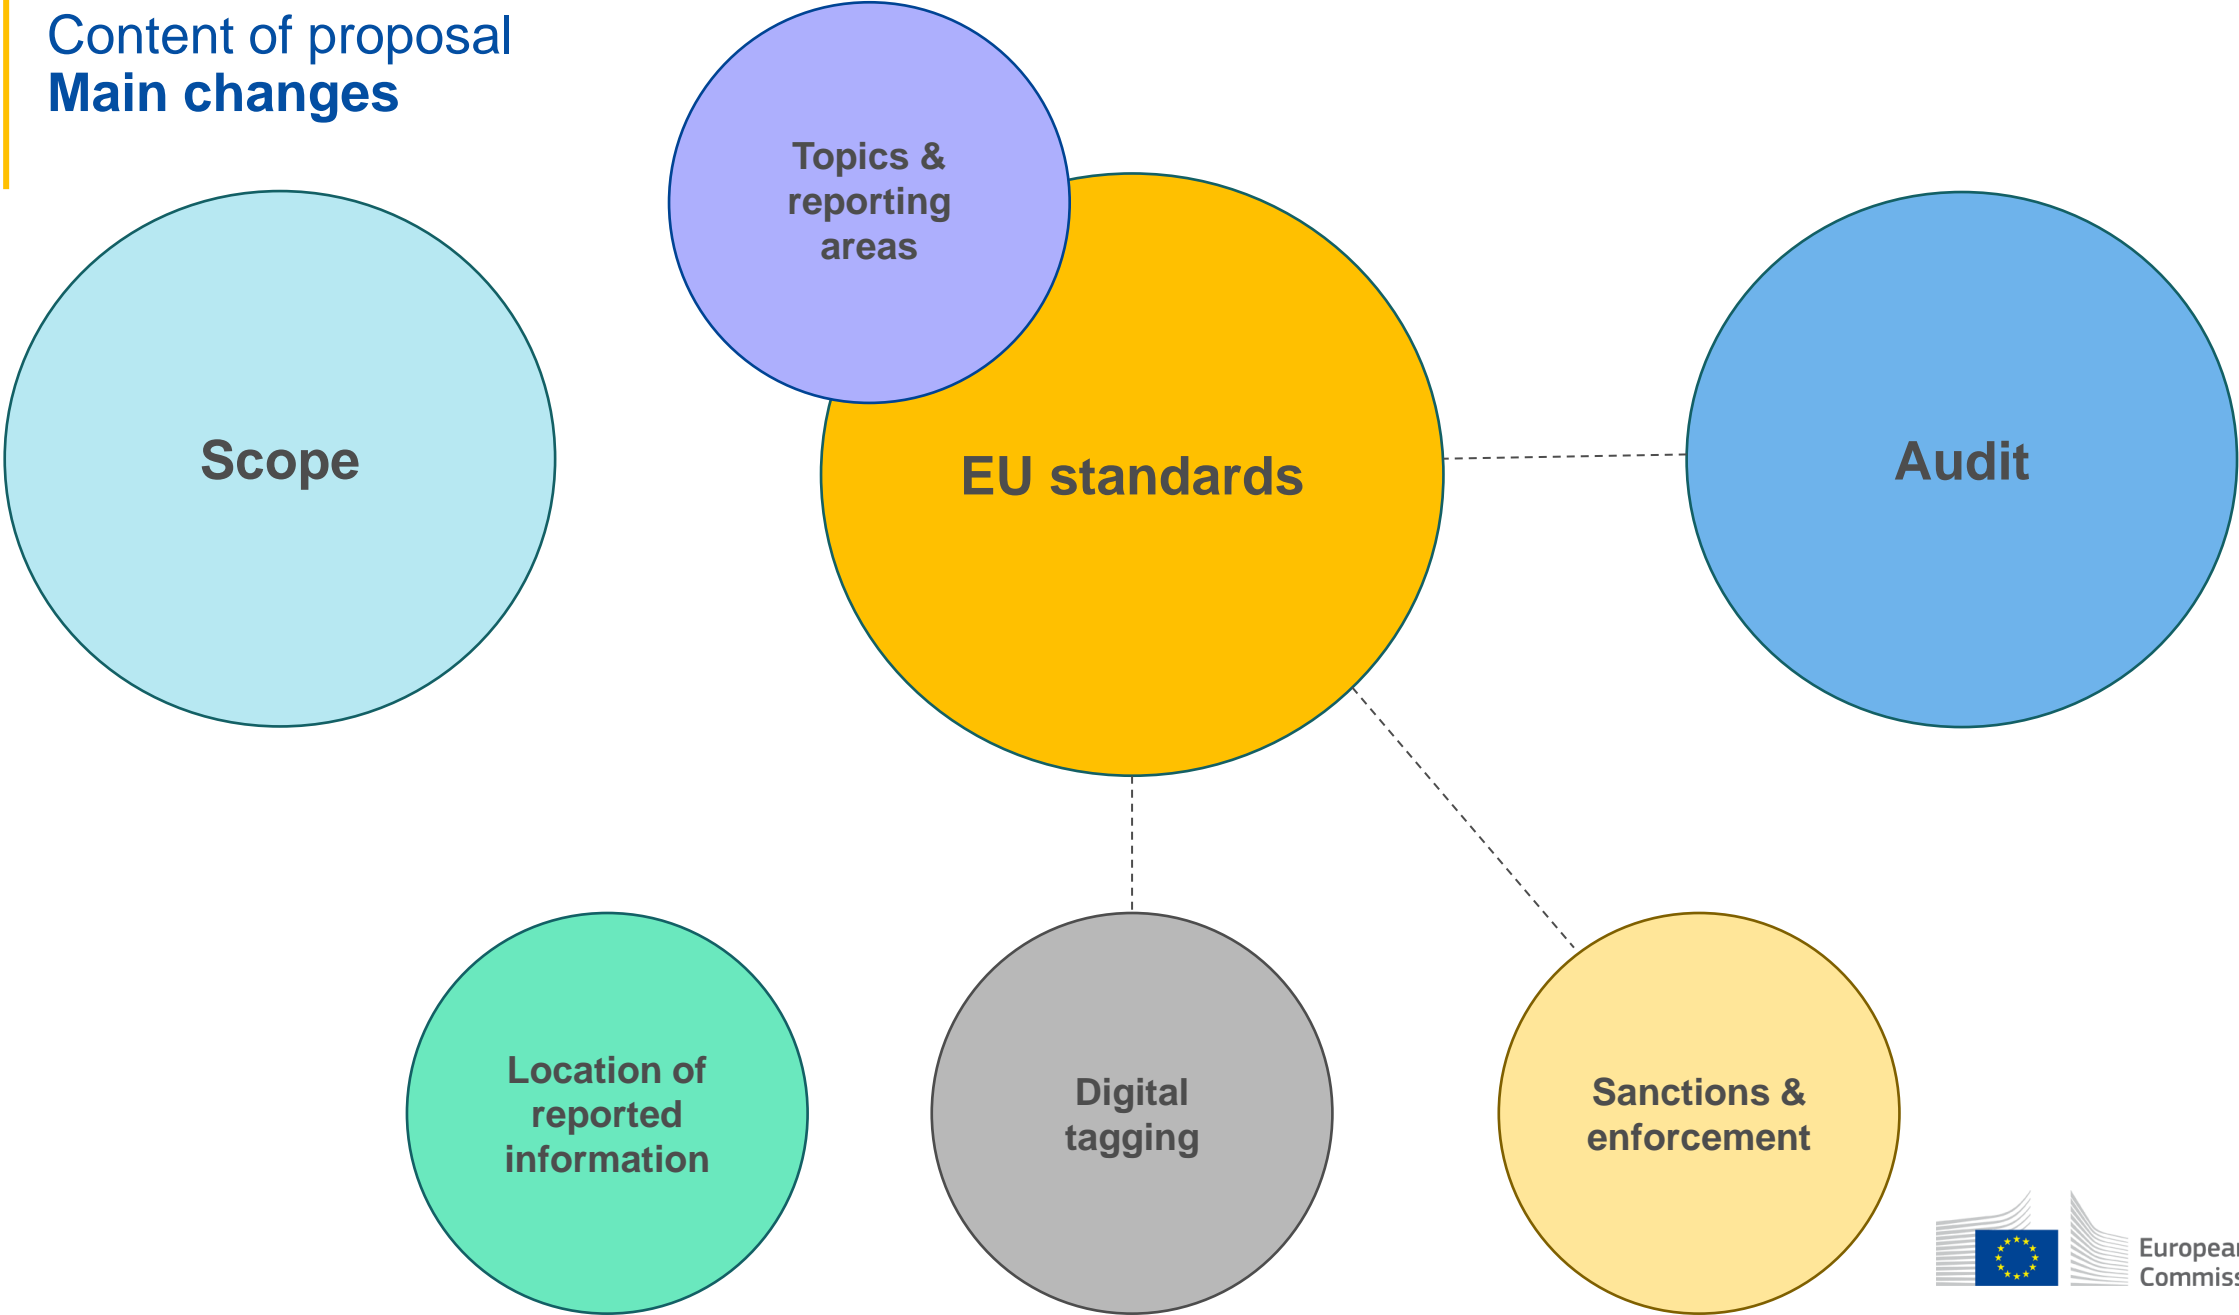 Content of proposal
Main changes
Topics &
reporting
areas
Scope
EU standards
Audit
Location of
reported
information
Digital
tagging
Sanctions &
enforcement
European